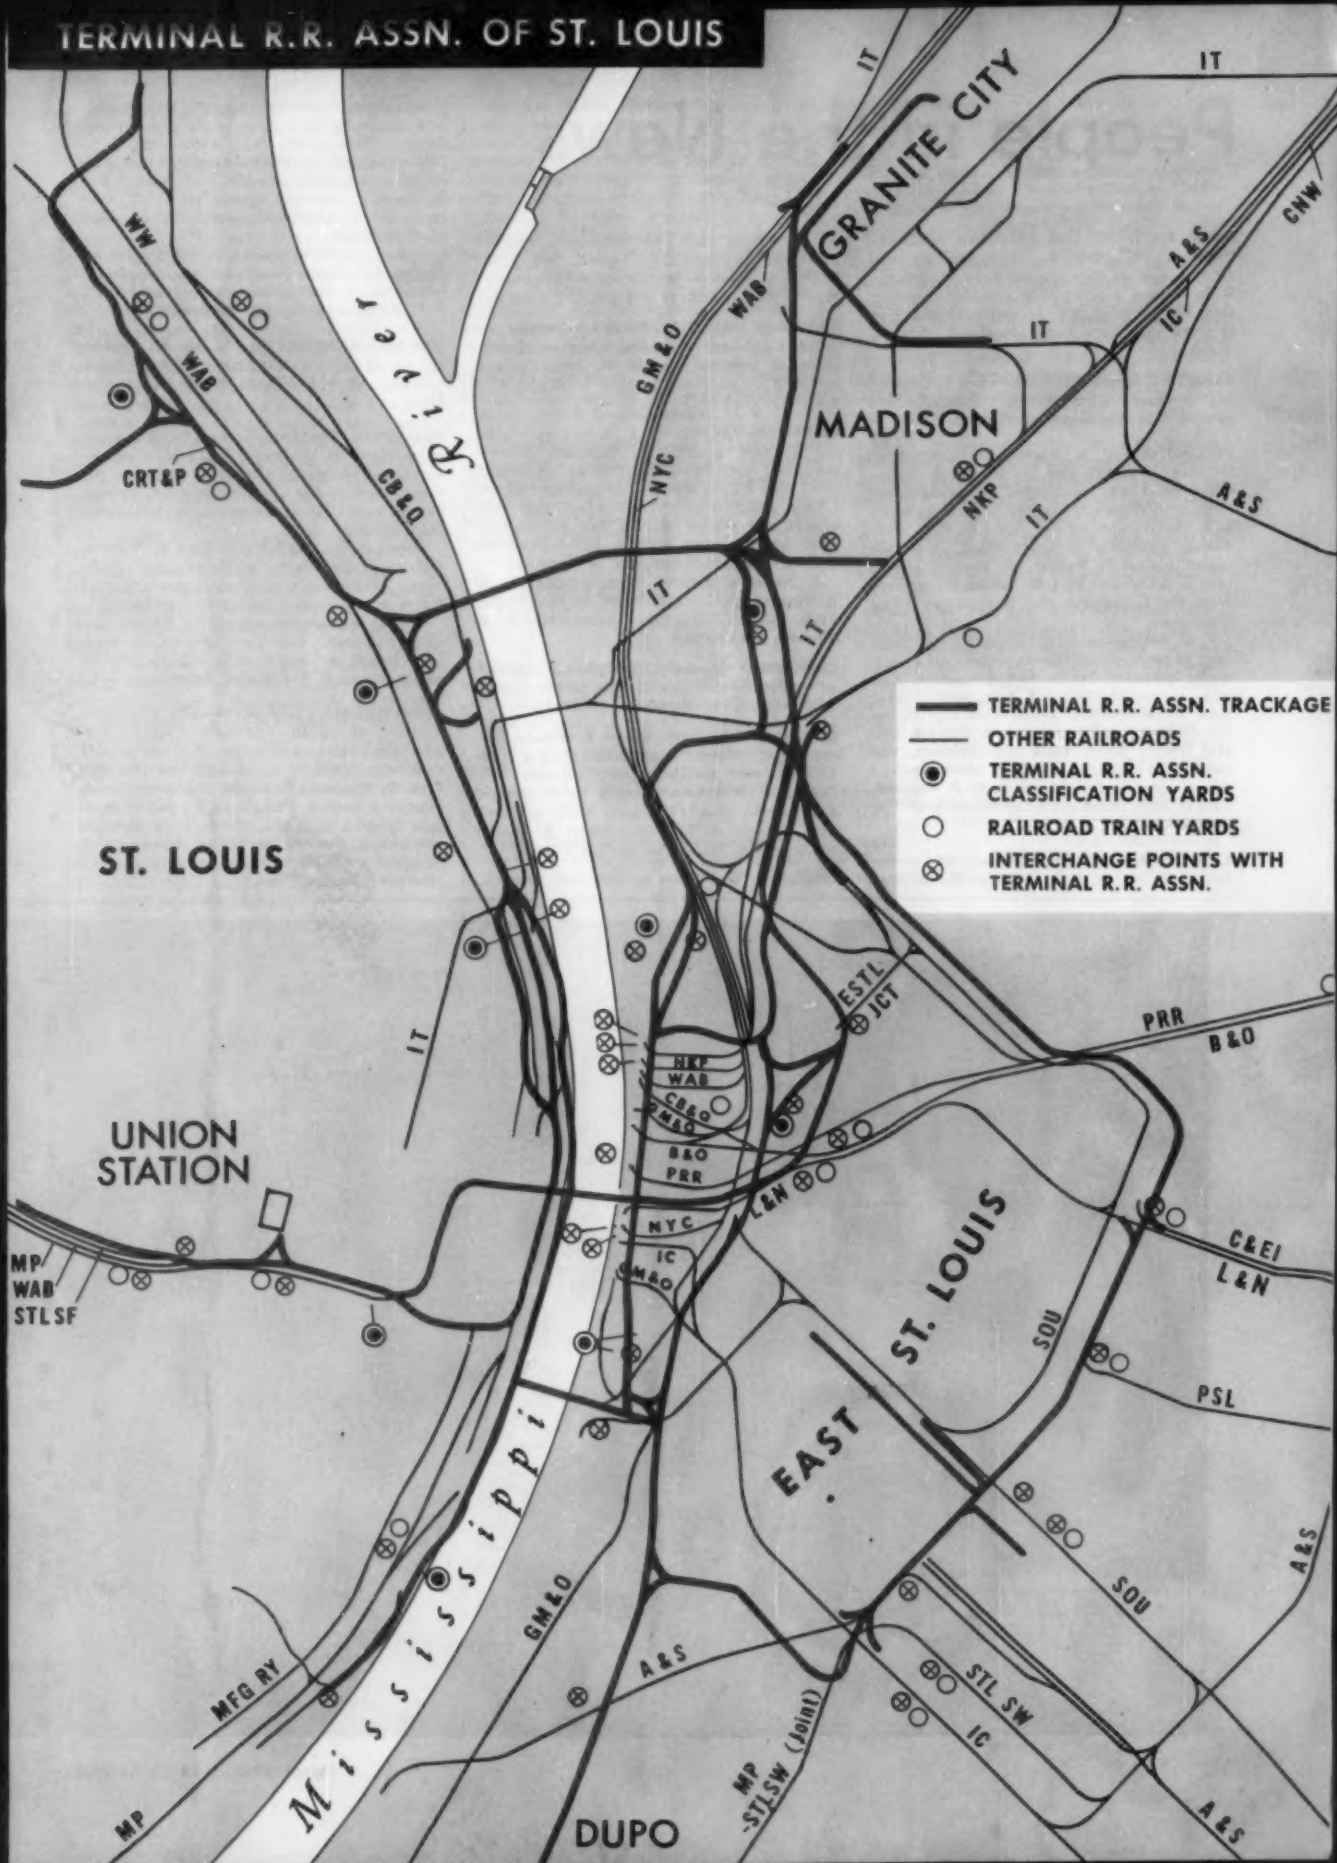 TERMINAL R.R. ASSN. OF ST. LOUIS
IT
IT
GRANITE CITY
CNW
A & S
IC
WW
WAB
River
WAB
GM & O
IT
MADISON
CRT & P
CB & Q
NYC
NKP
IT
A & S
IT
IT
TERMINAL R.R. ASSN. TRACKAGE
OTHER RAILROADS
TERMINAL R.R. ASSN.
CLASSIFICATION YARDS
RAILROAD TRAIN YARDS
INTERCHANGE POINTS WITH
TERMINAL R.R. ASSN.
ST. LOUIS
ESTL
JCT
PRR
B & O
IT
NKP
WAB
CB & Q
GM & O
B & O
PRR
UNION
STATION
L & N
NYC
IC
GM & O
MP
WAB
STLSF
C & EI
L & N
EAST ST. LOUIS
SOU
PSL
Mississippi
A & S
SOU
GM & O
A & S
MFG RY
STL SW
IC
MP
-STLSW (Joint)
MP
DUPO
A & S